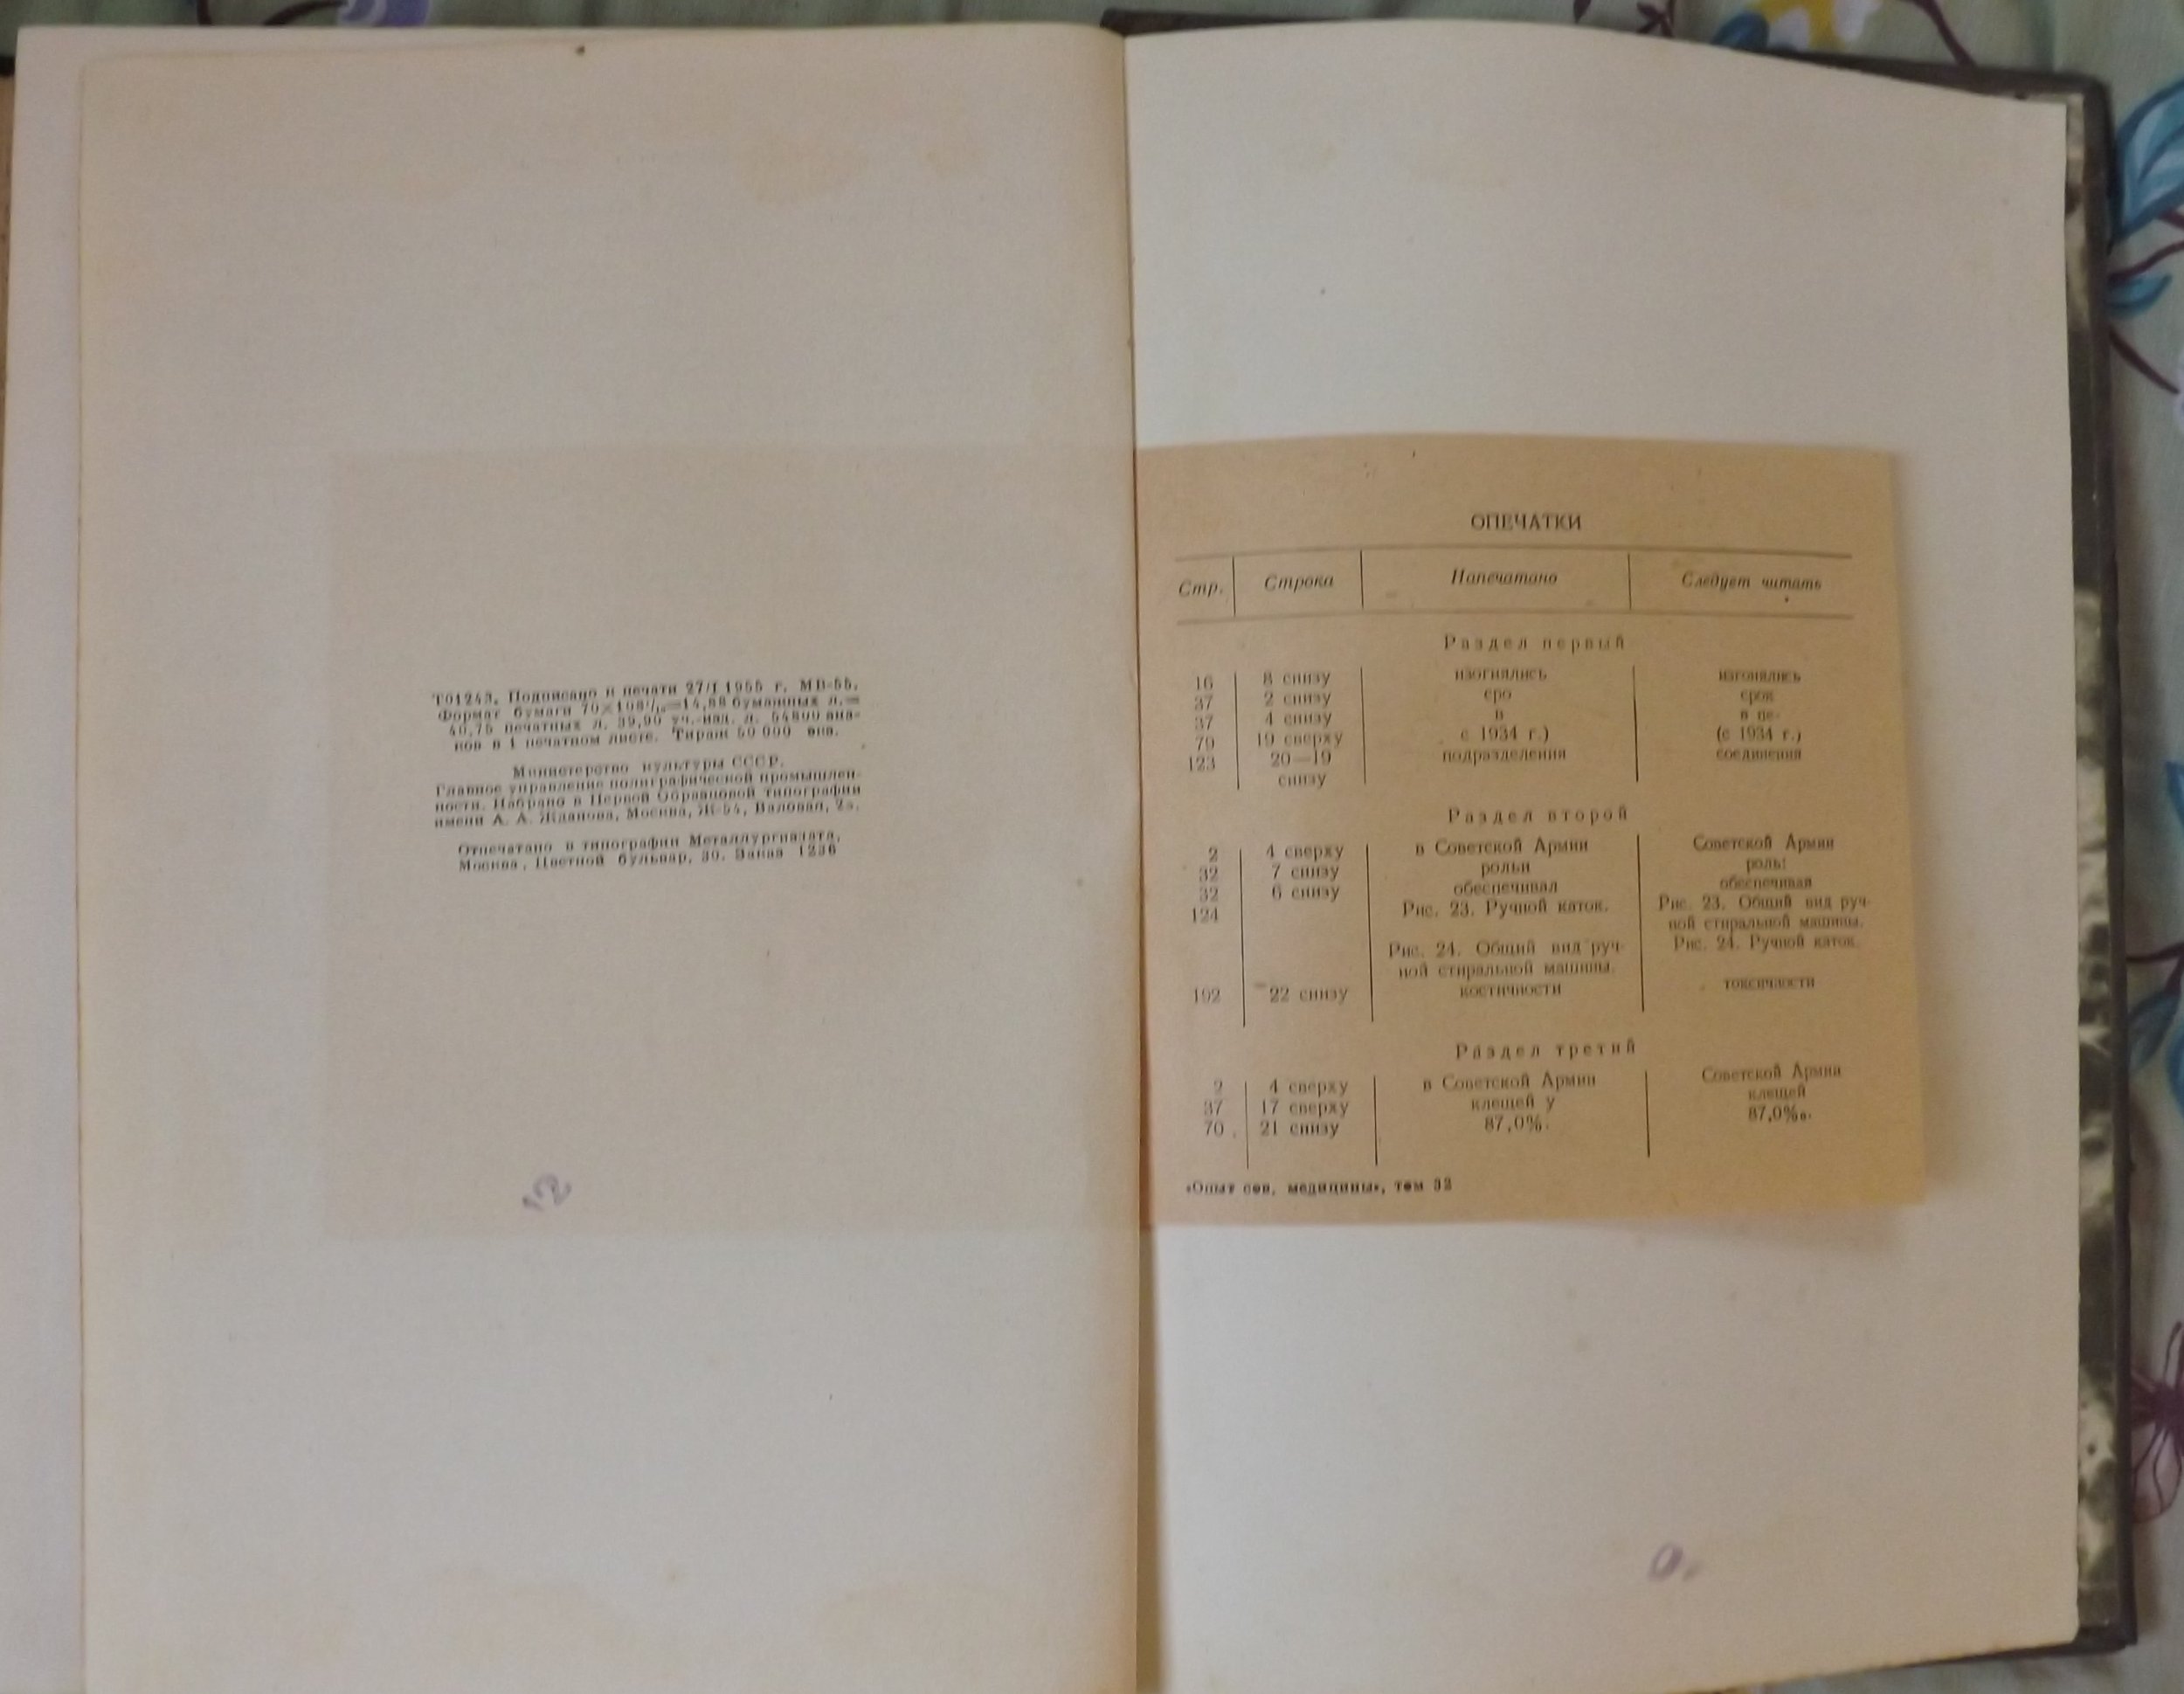 Т01243. Подписано к печати 27/I 1955 г. МВ-55.
Формат бумаги 70×108¹/₁₆=14,88 бумажных л.=
40,75 печатных л. 39,90 уч.-изд. л. 54800 зна-
ков в 1 печатном листе. Тираж 50 000 экз.
Министерство культуры СССР.
Главное управление полиграфической промышлен-
ности. Набрано в Первой Образцовой типографии
имени А. А. Жданова, Москва, Ж-54, Валовая, 28.
Отпечатано в типографии Металлургиздата,
Москва, Цветной бульвар, 30. Заказ 1236
ОПЕЧАТКИ
Стр. Строка Напечатано Следует читать
Раздел первый
16 8 снизу изогнялись изгонялись
37 2 снизу сро срок
37 4 снизу в в пе-
79 19 сверху с 1934 г.) (с 1934 г.)
123 20—19 подразделения соединения
снизу
Раздел второй
2 4 сверху в Советской Армии Советской Армии
32 7 снизу рольи роль:
32 6 снизу обеспечивал обеспечивая
124 Рис. 23. Ручной каток. Рис. 23. Общий вид руч-
ной стиральной машины.
Рис. 24. Общий вид руч- Рис. 24. Ручной каток.
ной стиральной машины.
192 22 снизу костичности токсичности
Раздел третий
2 4 сверху в Советской Армии Советской Армии
37 17 сверху клещей у клещей
70 21 снизу 87,0%. 87,0%».
«Опыт сов. медицины», том 32